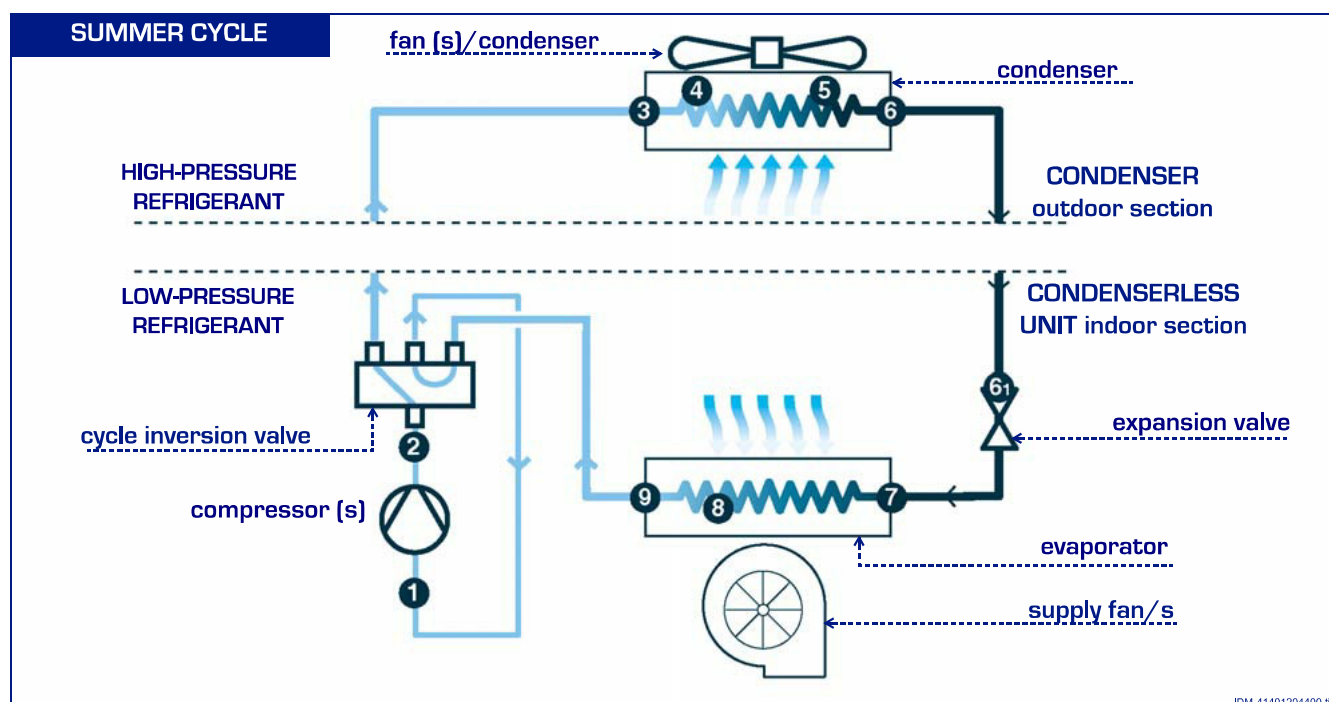 SUMMER CYCLE
fan (s)/condenser
condenser
3
4
5
6
HIGH-PRESSURE
REFRIGERANT
CONDENSER
outdoor section
LOW-PRESSURE
REFRIGERANT
CONDENSERLESS
UNIT indoor section
61
expansion valve
cycle inversion valve
2
compressor (s)
9
8
7
evaporator
1
supply fan/s